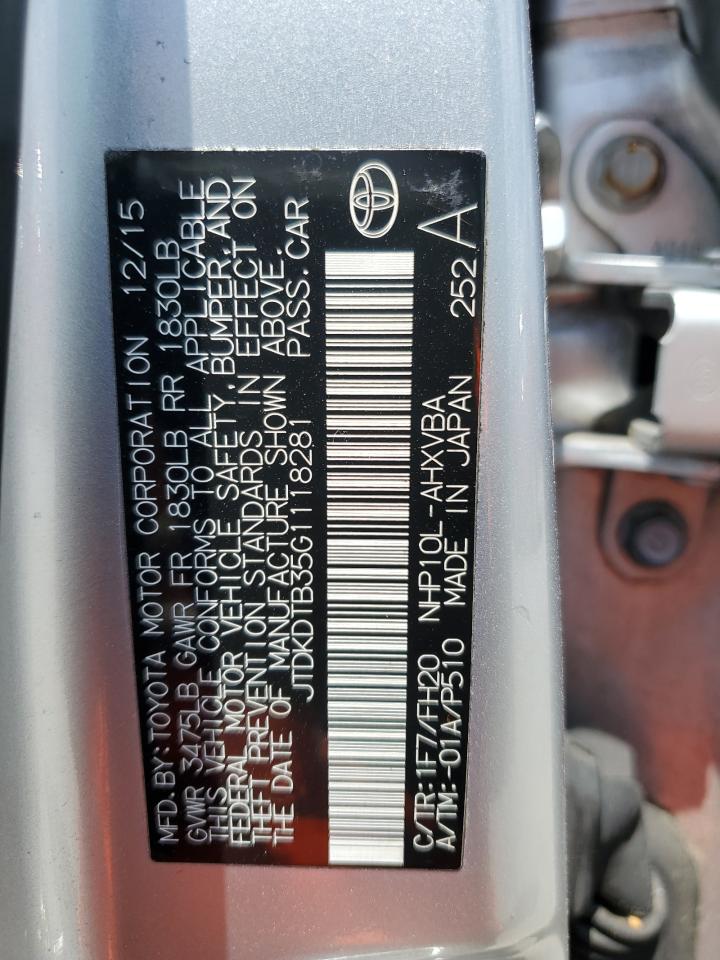 MFD. BY: TOYOTA MOTOR CORPORATION 12/15
GVWR 3475LB GAWR FR 1830LB RR 1830LB
THIS VEHICLE CONFORMS TO ALL APPLICABLE
FEDERAL MOTOR VEHICLE SAFETY, BUMPER, AND
THEFT PREVENTION STANDARDS IN EFFECT ON
THE DATE OF MANUFACTURE SHOWN ABOVE.
JTDKDTB35G1118281 PASS. CAR
C/TR: 1F7/FH20 NHP10L-AHXVBA 252
A/TM: -01A/P510 MADE IN JAPAN A